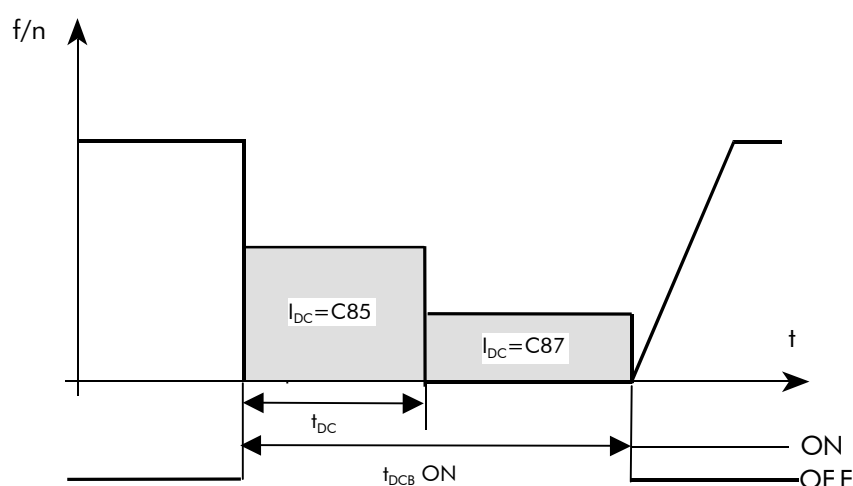 f/n
I_DC=C85
I_DC=C87
t
t_DC
ON
t_DCB ON
OFF